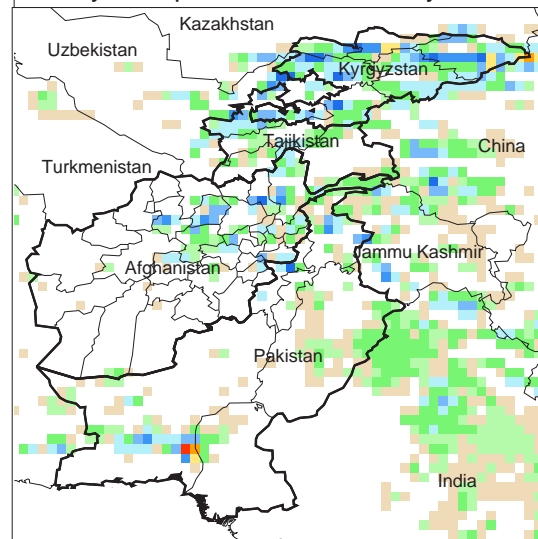 Kazakhstan
Uzbekistan
Kyrgyzstan
Tajikistan
China
Turkmenistan
Jammu Kashmir
Afghanistan
Pakistan
India